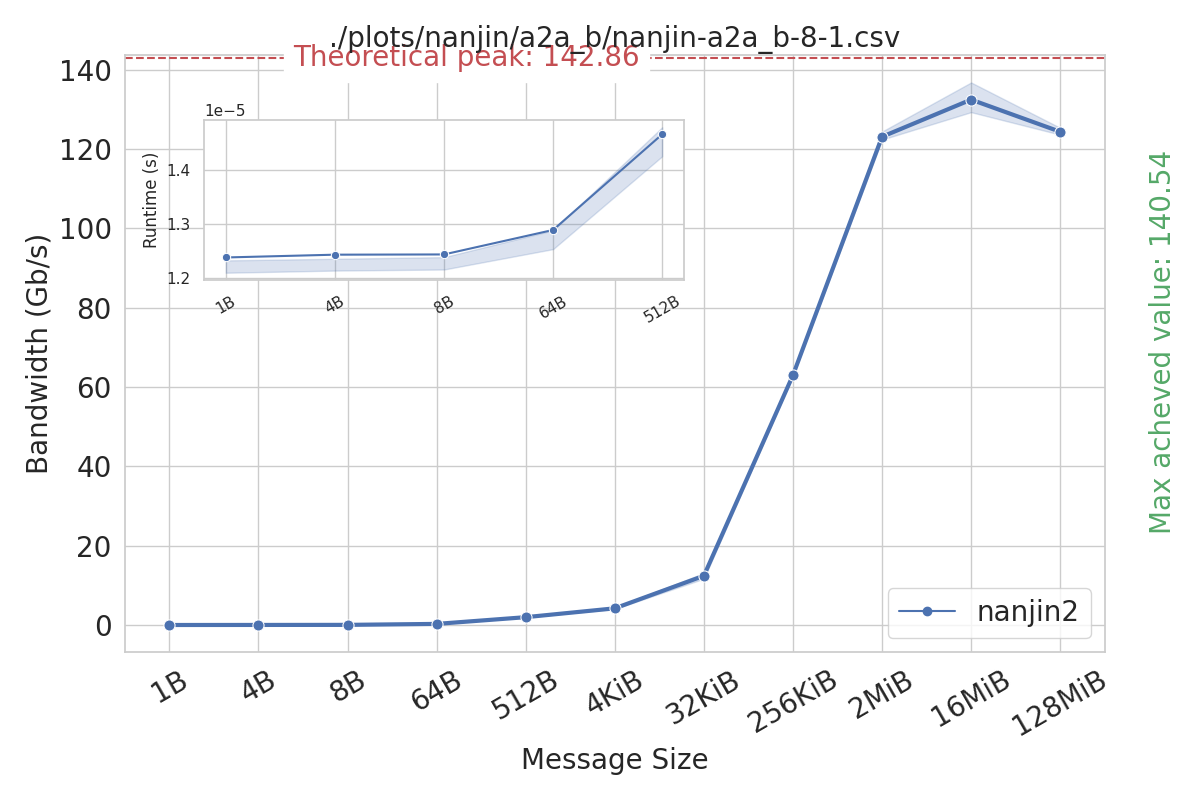 ./plots/nanjin/a2a_b/nanjin-a2a_b-8-1.csv
Theoretical peak: 142.86
140
120
100
80
60
40
20
0
Bandwidth (Gb/s)
1e−5
Runtime (s)
1.4
1.3
1.2
1B
4B
8B
64B
512B
Max acheved value: 140.54
nanjin2
1B
4B
8B
64B
512B
4KiB
32KiB
256KiB
2MiB
16MiB
128MiB
Message Size